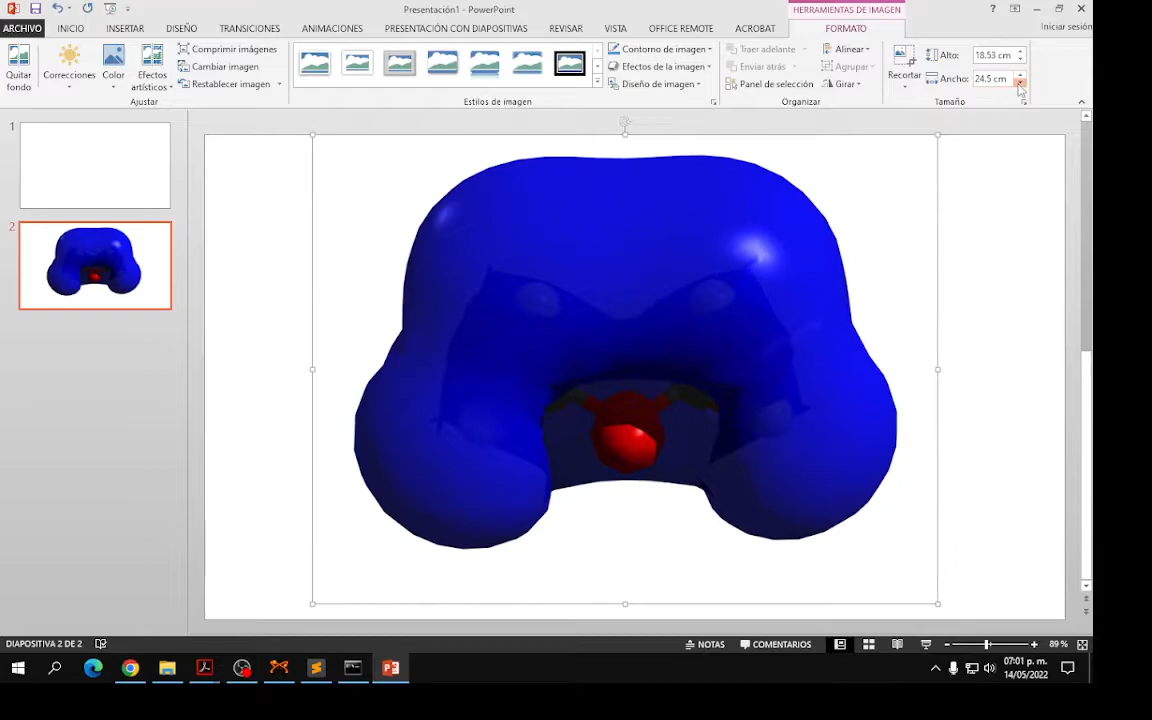 Presentación1 - PowerPoint
HERRAMIENTAS DE IMAGEN
ARCHIVO INICIO INSERTAR DISEÑO TRANSICIONES ANIMACIONES PRESENTACIÓN CON DIAPOSITIVAS REVISAR VISTA OFFICE REMOTE ACROBAT FORMATO
Iniciar sesión
Quitar fondo
Correcciones
Color
Efectos artísticos
Comprimir imágenes
Cambiar imagen
Restablecer imagen
Ajustar
Estilos de imagen
Contorno de imagen
Efectos de la imagen
Diseño de imagen
Traer adelante
Enviar atrás
Panel de selección
Alinear
Agrupar
Girar
Organizar
Recortar
Alto: 18.53 cm
Ancho: 24.5 cm
Tamaño
1
2
DIAPOSITIVA 2 DE 2
NOTAS
COMENTARIOS
89 %
07:01 p. m.
14/05/2022